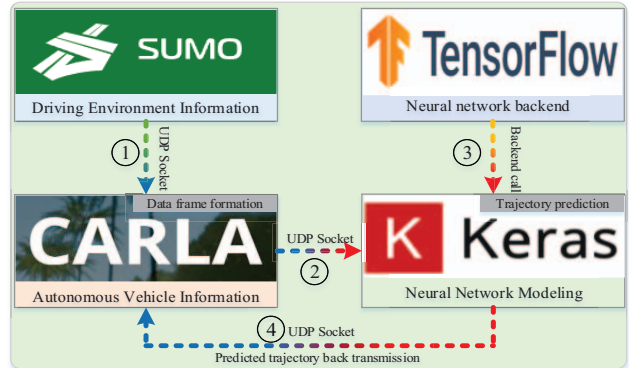 SUMO
Driving Environment Information
TensorFlow
Neural network backend
1
UDP Socket
3
Backend call
Data frame formation
CARLA
Autonomous Vehicle Information
UDP Socket
2
Trajectory prediction
K Keras
Neural Network Modeling
4
UDP Socket
Predicted trajectory back transmission